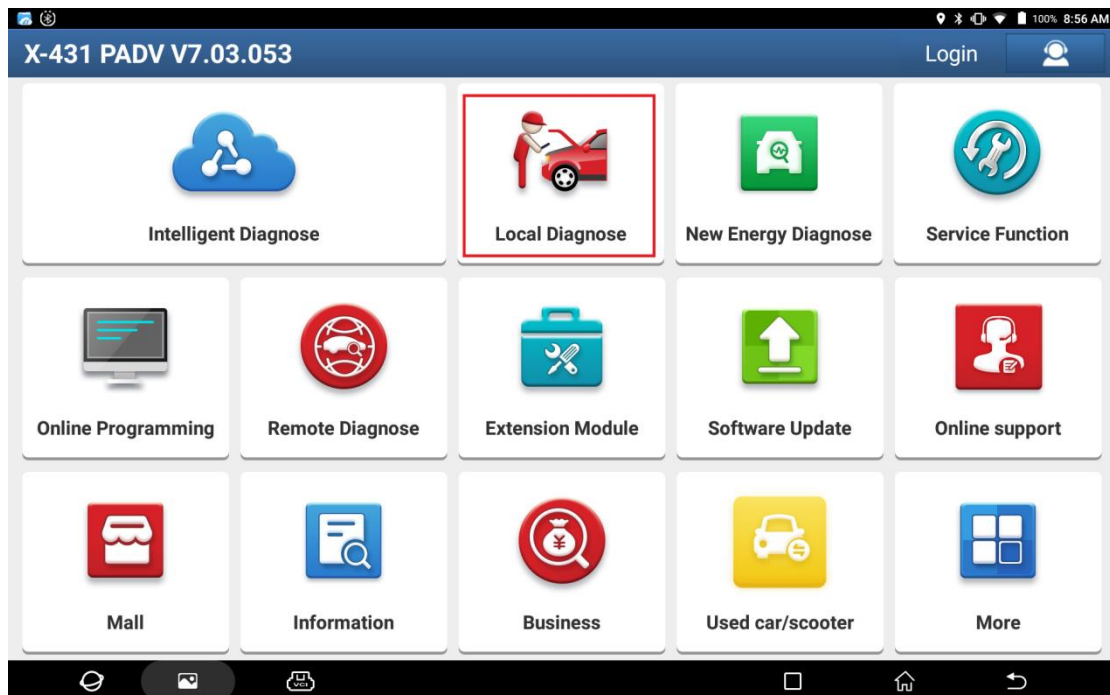 100% 8:56 AM
X-431 PADV V7.03.053
Login
Intelligent Diagnose
Local Diagnose
New Energy Diagnose
Service Function
Online Programming
Remote Diagnose
Extension Module
Software Update
Online support
Mall
Information
Business
Used car/scooter
More
VCI